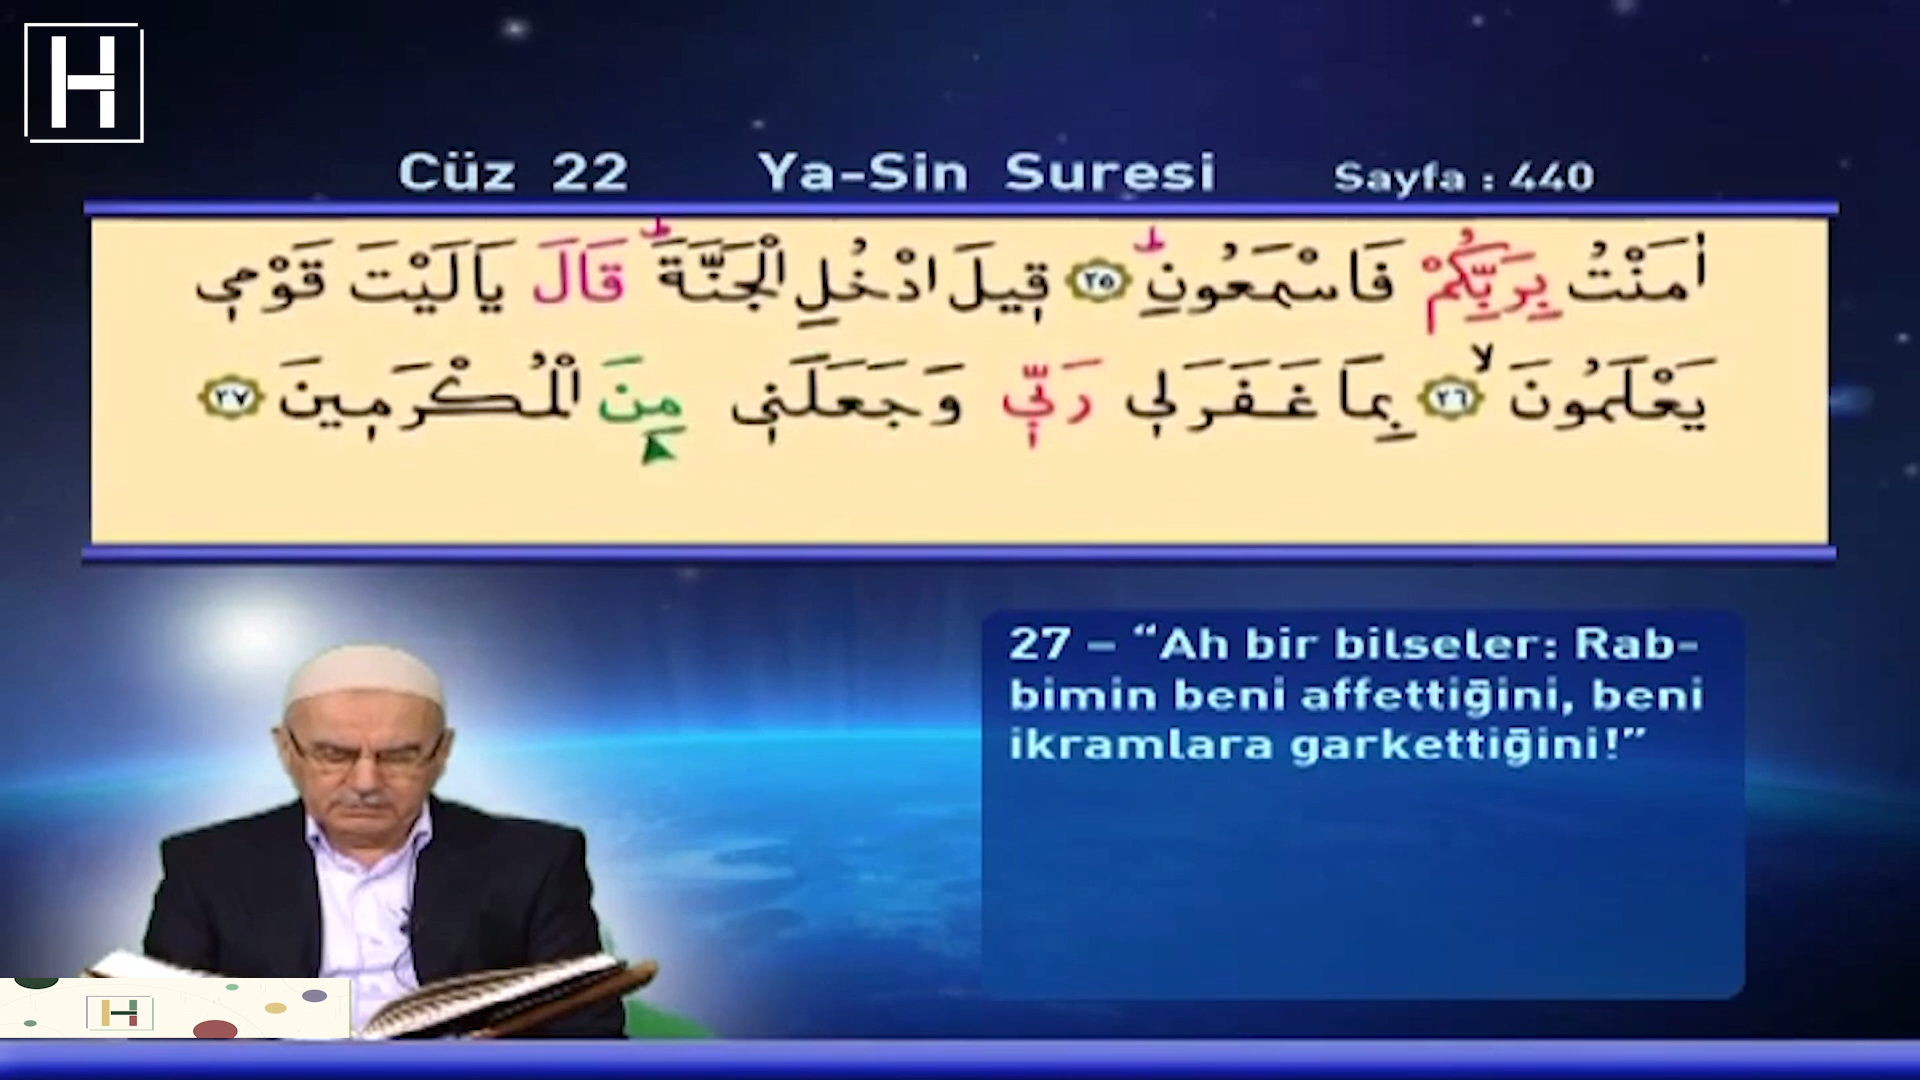 H
Cüz 22 Ya-Sin Suresi Sayfa : 440
اٰمَنْتُ بِرَبِّكُمْ فَاسْمَعُونِۜ ﴿٢٥﴾ قٖيلَ ادْخُلِ الْجَنَّةَۜ قَالَ يَالَيْتَ قَوْمٖي
يَعْلَمُونَۙ ﴿٢٦﴾ بِمَا غَفَرَلٖي رَبّٖي وَجَعَلَنٖي مِنَ الْمُكْرَمٖينَ ﴿٢٧﴾
27 – “Ah bir bilseler: Rab-
bimin beni affettiğini, beni
ikramlara garkettiğini!”
H